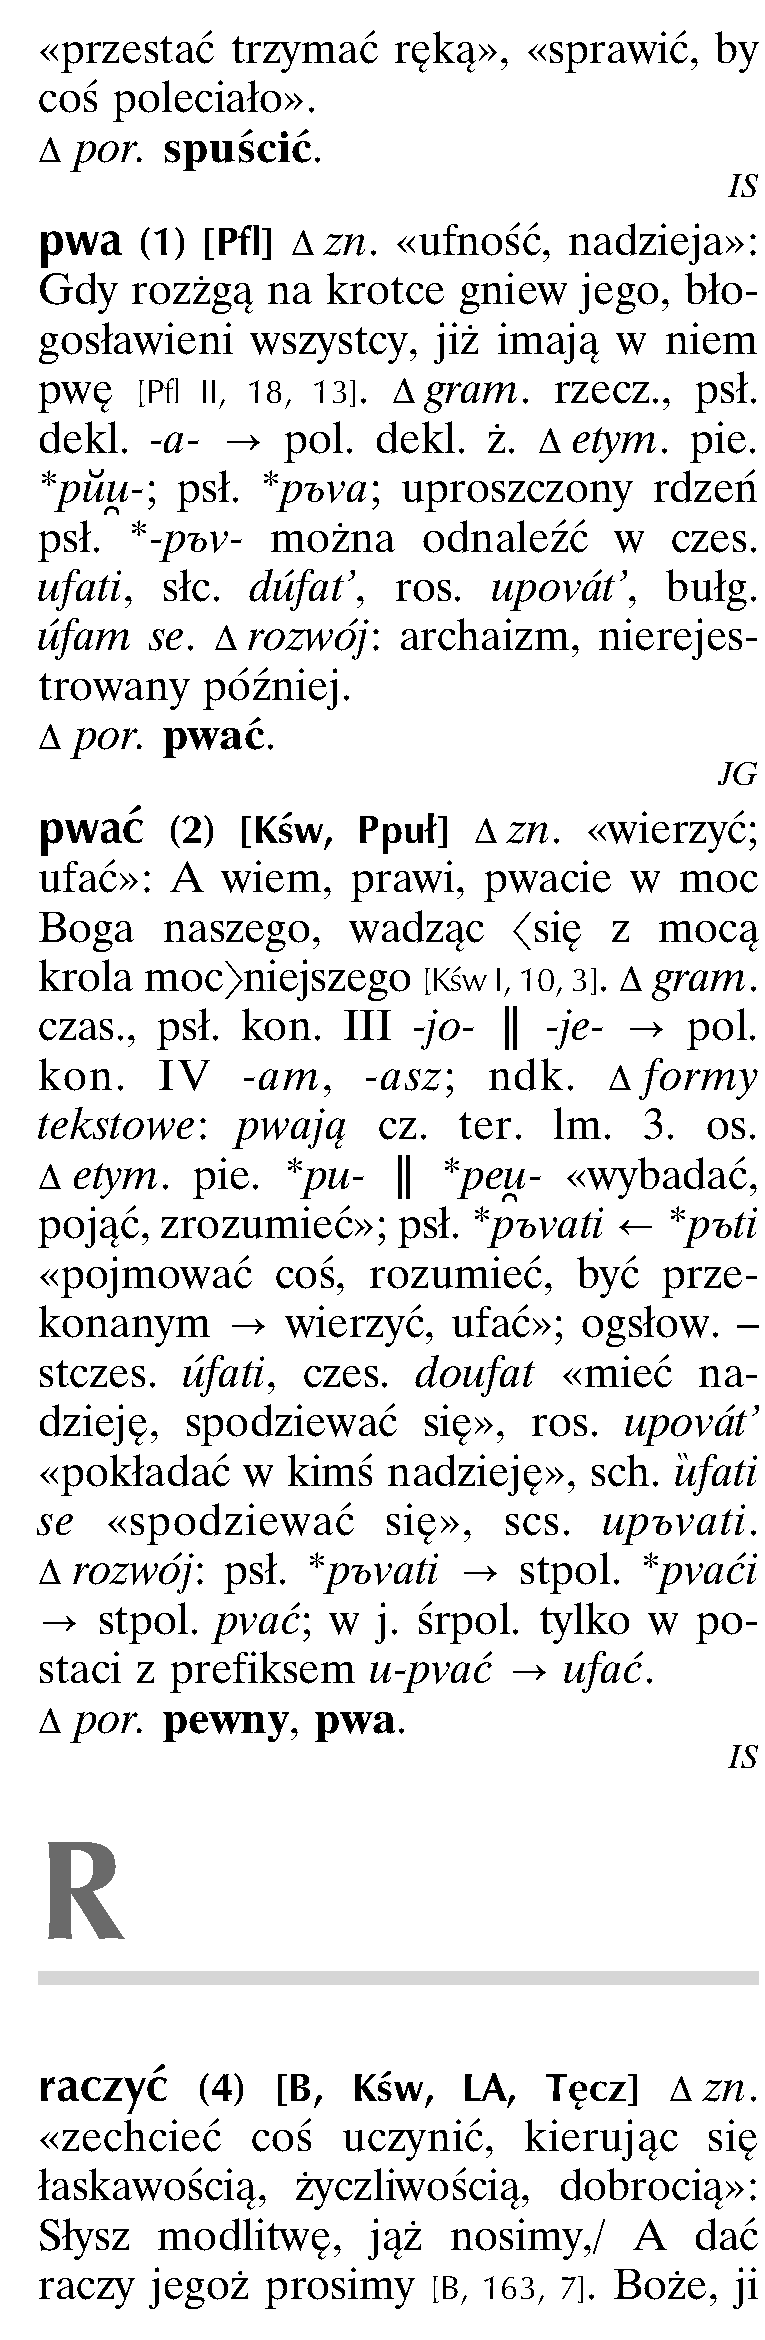 «przestać trzymać ręką», «sprawić, by
coś poleciało».
Δ por. spuścić.
IS
pwa (1) [Pfl] Δ zn. «ufność, nadzieja»:
Gdy rozżgą na krotce gniew jego, bło-
gosławieni wszystcy, jiż imają w niem
pwę [Pfl II, 18, 13]. Δ gram. rzecz., psł.
dekl. -a- → pol. dekl. ż. Δ etym. pie.
*pŭu̯-; psł. *pъva; uproszczony rdzeń
psł. *-pъv- można odnaleźć w czes.
ufati, słc. dúfat’, ros. upovát’, bułg.
úfam se. Δ rozwój: archaizm, nierejes-
trowany później.
Δ por. pwać.
JG
pwać (2) [Kśw, Ppuł] Δ zn. «wierzyć;
ufać»: A wiem, prawi, pwacie w moc
Boga naszego, wadząc 〈się z mocą
krola moc〉niejszego [Kśw I, 10, 3]. Δ gram.
czas., psł. kon. III -jo- ‖ -je- → pol.
kon. IV -am, -asz; ndk. Δ formy
tekstowe: pwają cz. ter. lm. 3. os.
Δ etym. pie. *pu- ‖ *peu̯- «wybadać,
pojąć, zrozumieć»; psł. *pъvati ← *pъti
«pojmować coś, rozumieć, być prze-
konanym → wierzyć, ufać»; ogsłow. –
stczes. úfati, czes. doufat «mieć na-
dzieję, spodziewać się», ros. upovát’
«pokładać w kimś nadzieję», sch. ȕfati
se «spodziewać się», scs. upъvati.
Δ rozwój: psł. *pъvati → stpol. *pvaći
→ stpol. pvać; w j. śrpol. tylko w po-
staci z prefiksem u-pvać → ufać.
Δ por. pewny, pwa.
IS
R
raczyć (4) [B, Kśw, LA, Tęcz] Δ zn.
«zechcieć coś uczynić, kierując się
łaskawością, życzliwością, dobrocią»:
Słysz modlitwę, jąż nosimy,/ A dać
raczy jegoż prosimy [B, 163, 7]. Boże, ji